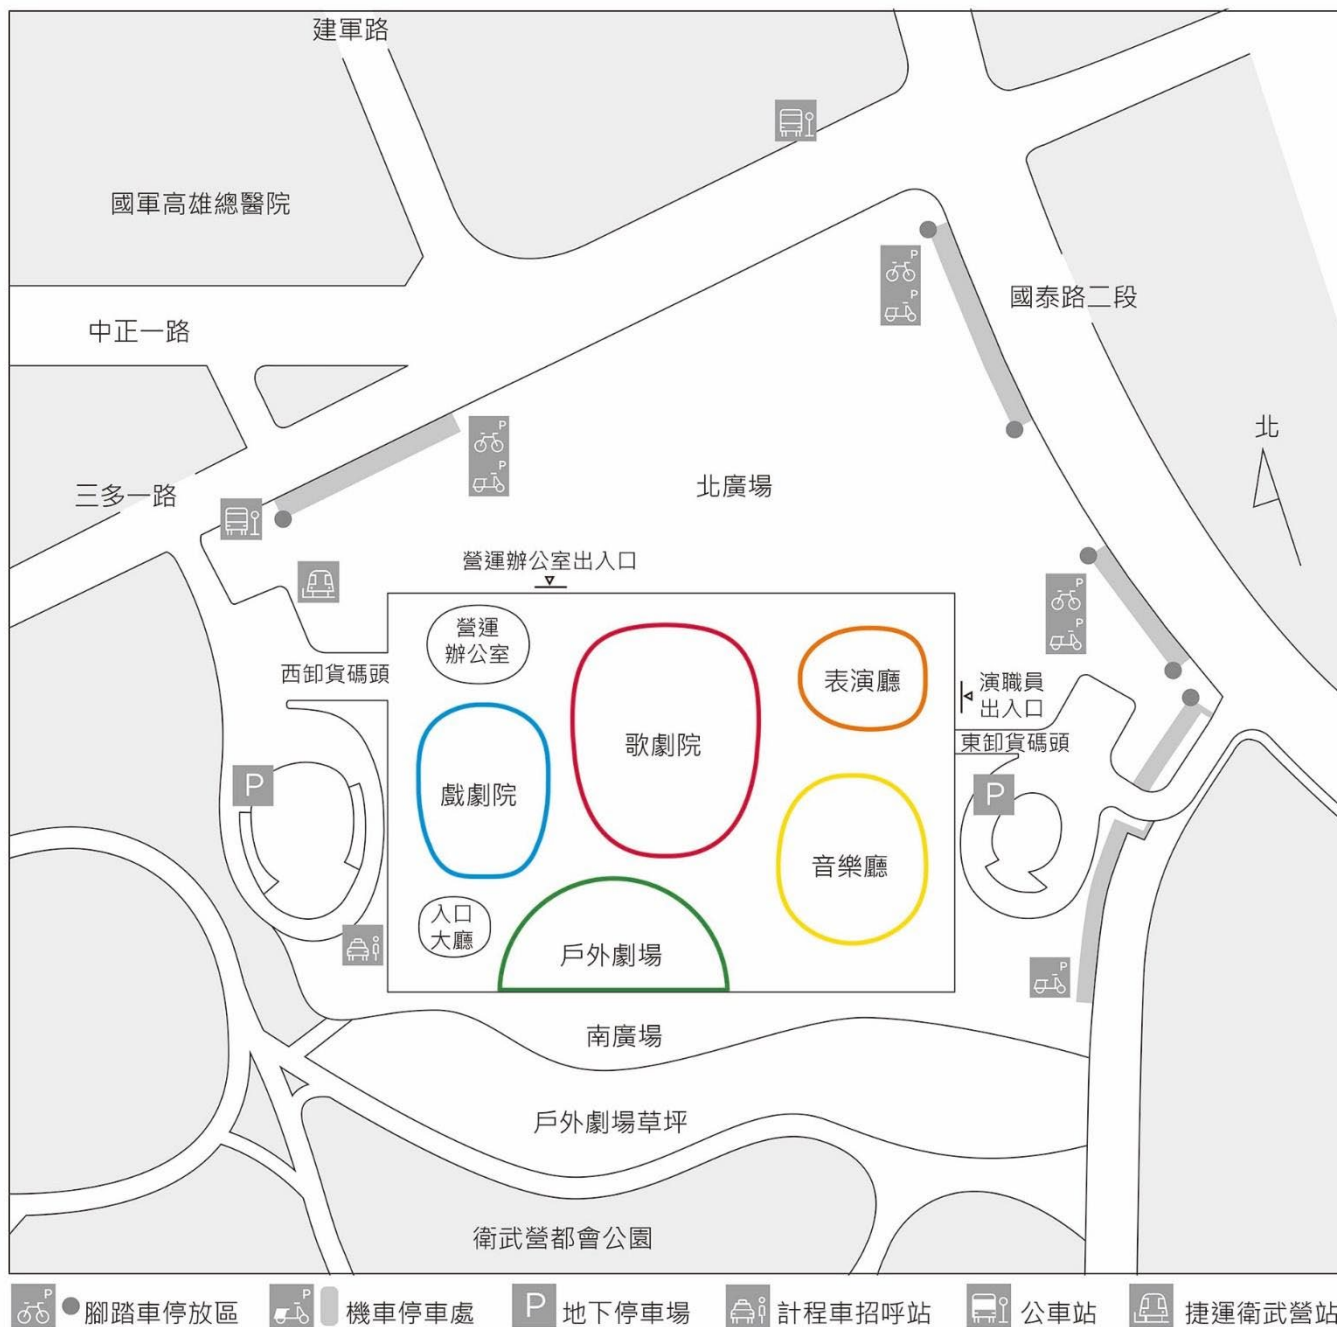 建軍路
國軍高雄總醫院
P
P
國泰路二段
中正一路
P
P
北
三多一路
北廣場
營運辦公室出入口
P
P
營運
辦公室
西卸貨碼頭
歌劇院
表演廳
演職員
出入口
東卸貨碼頭
P
戲劇院
P
音樂廳
入口
大廳
戶外劇場
P
南廣場
戶外劇場草坪
衛武營都會公園
P
腳踏車停放區
P
機車停車處
P
地下停車場
計程車招呼站
公車站
捷運衛武營站